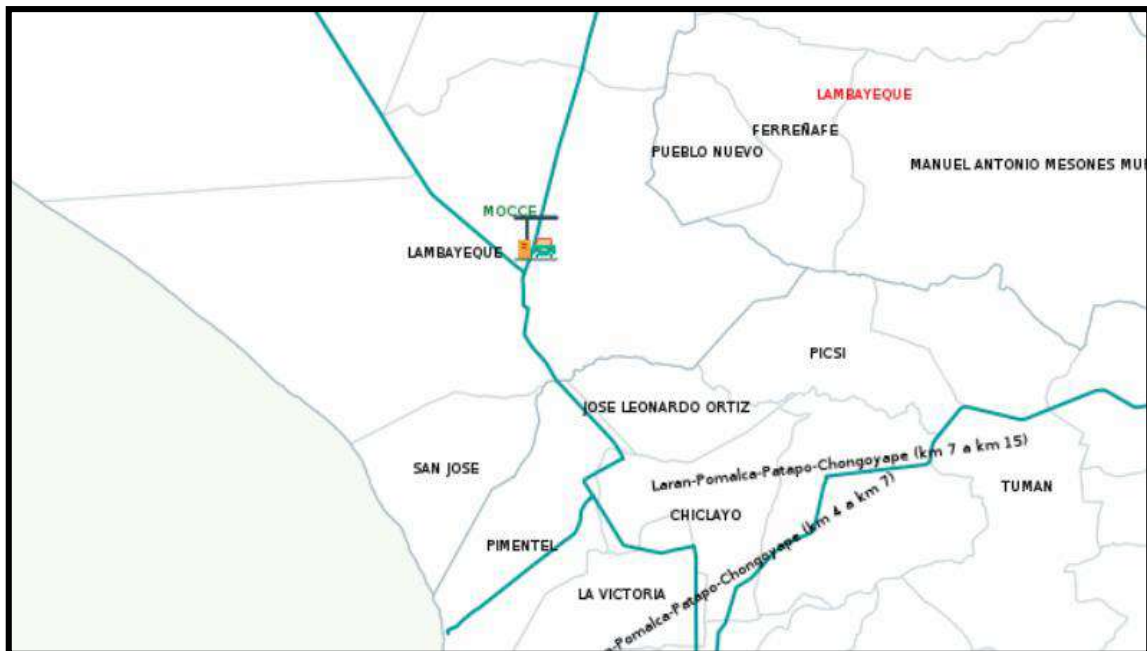 LAMBAYEQUE
FERREÑAFE
PUEBLO NUEVO
MANUEL ANTONIO MESONES MU
MOCCE
LAMBAYEQUE
PICSI
JOSE LEONARDO ORTIZ
SAN JOSE
Laran-Pomalca-Patapo-Chongoyape (km 7 a km 15)
TUMAN
CHICLAYO
PIMENTEL
-Pomalca-Patapo-Chongoyape (km 4 a km 7)
LA VICTORIA